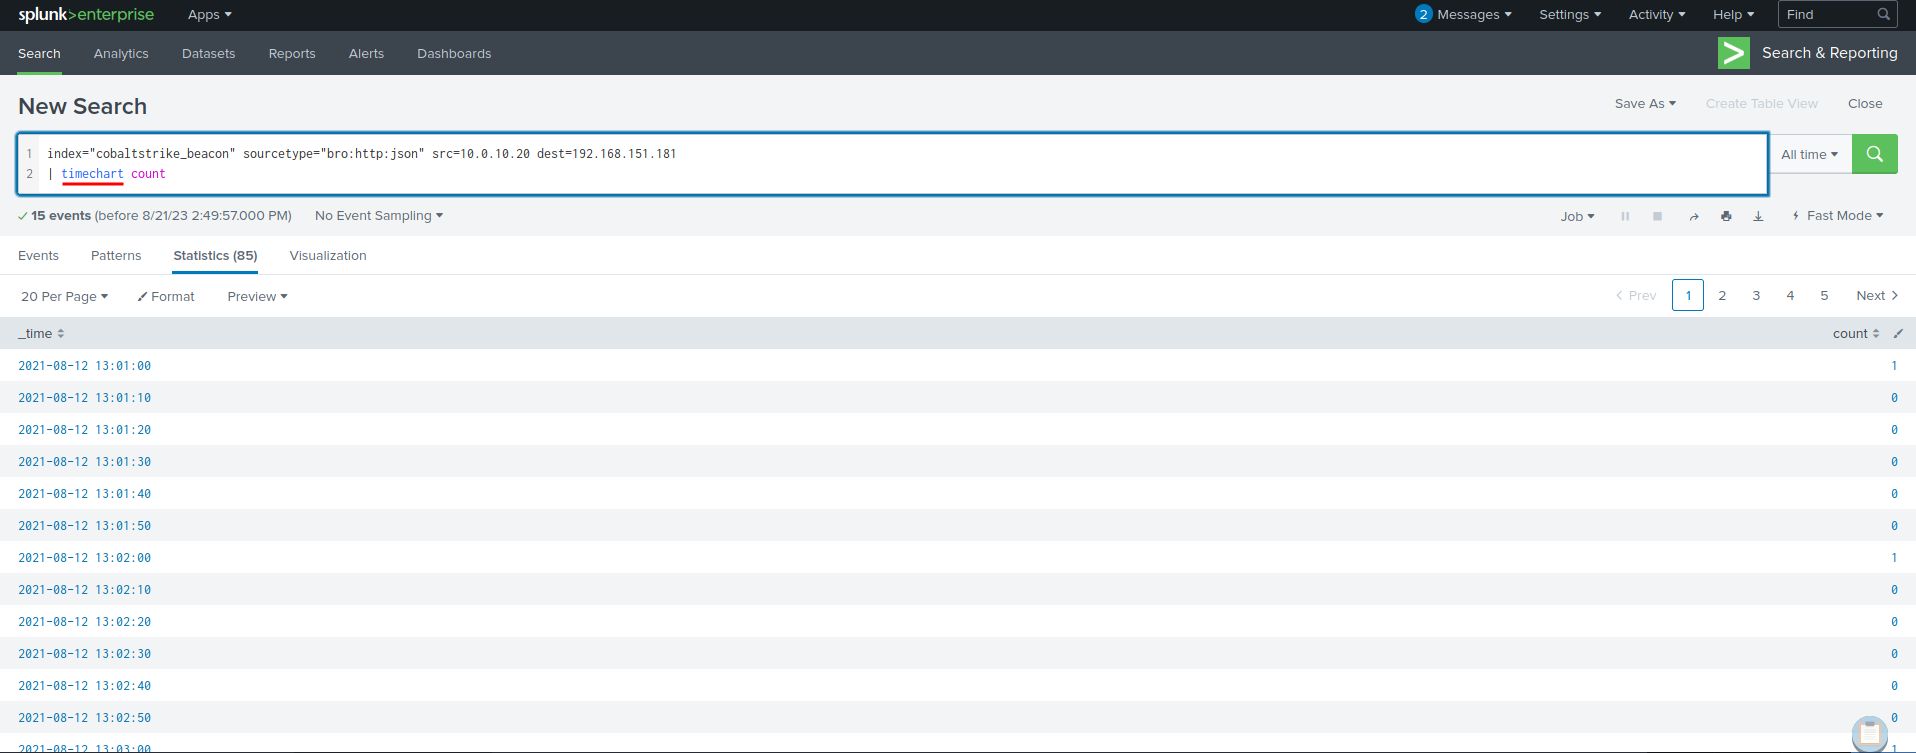 splunk>enterprise Apps 2 Messages Settings Activity Help Find
Search Analytics Datasets Reports Alerts Dashboards > Search & Reporting
New Search Save As Create Table View Close
1 index="cobaltstrike_beacon" sourcetype="bro:http:json" src=10.0.10.20 dest=192.168.151.181 All time
2 | timechart count
15 events (before 8/21/23 2:49:57.000 PM) No Event Sampling Job Fast Mode
Events Patterns Statistics (85) Visualization
20 Per Page Format Preview < Prev 1 2 3 4 5 Next >
_time count
2021-08-12 13:01:00 1
2021-08-12 13:01:10 0
2021-08-12 13:01:20 0
2021-08-12 13:01:30 0
2021-08-12 13:01:40 0
2021-08-12 13:01:50 0
2021-08-12 13:02:00 1
2021-08-12 13:02:10 0
2021-08-12 13:02:20 0
2021-08-12 13:02:30 0
2021-08-12 13:02:40 0
2021-08-12 13:02:50 0
2021-08-12 13:03:00 1